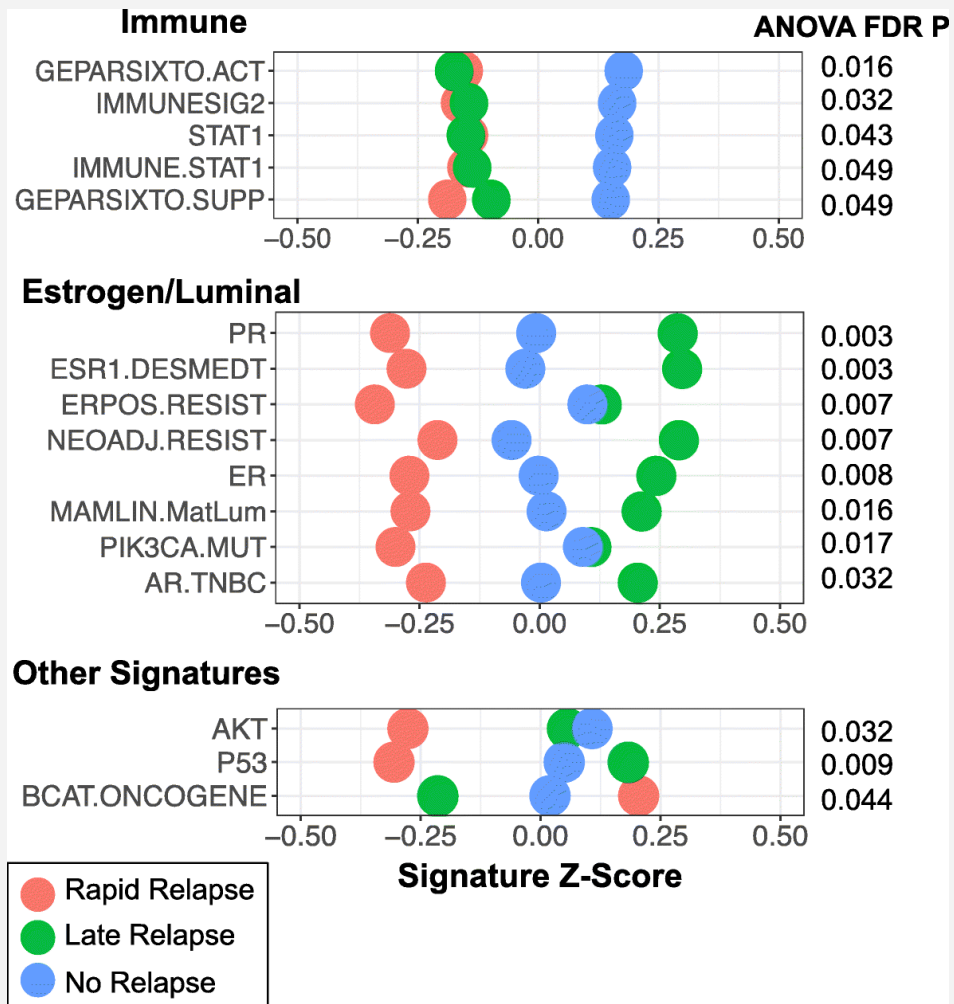 Immune ANOVA FDR P
GEPARSIXTO.ACT 0.016
IMMUNESIG2 0.032
STAT1 0.043
IMMUNE.STAT1 0.049
GEPARSIXTO.SUPP 0.049
−0.50 −0.25 0.00 0.25 0.50
Estrogen/Luminal
PR 0.003
ESR1.DESMEDT 0.003
ERPOS.RESIST 0.007
NEOADJ.RESIST 0.007
ER 0.008
MAMLIN.MatLum 0.016
PIK3CA.MUT 0.017
AR.TNBC 0.032
−0.50 −0.25 0.00 0.25 0.50
Other Signatures
AKT 0.032
P53 0.009
BCAT.ONCOGENE 0.044
−0.50 −0.25 0.00 0.25 0.50
Signature Z-Score
Rapid Relapse
Late Relapse
No Relapse